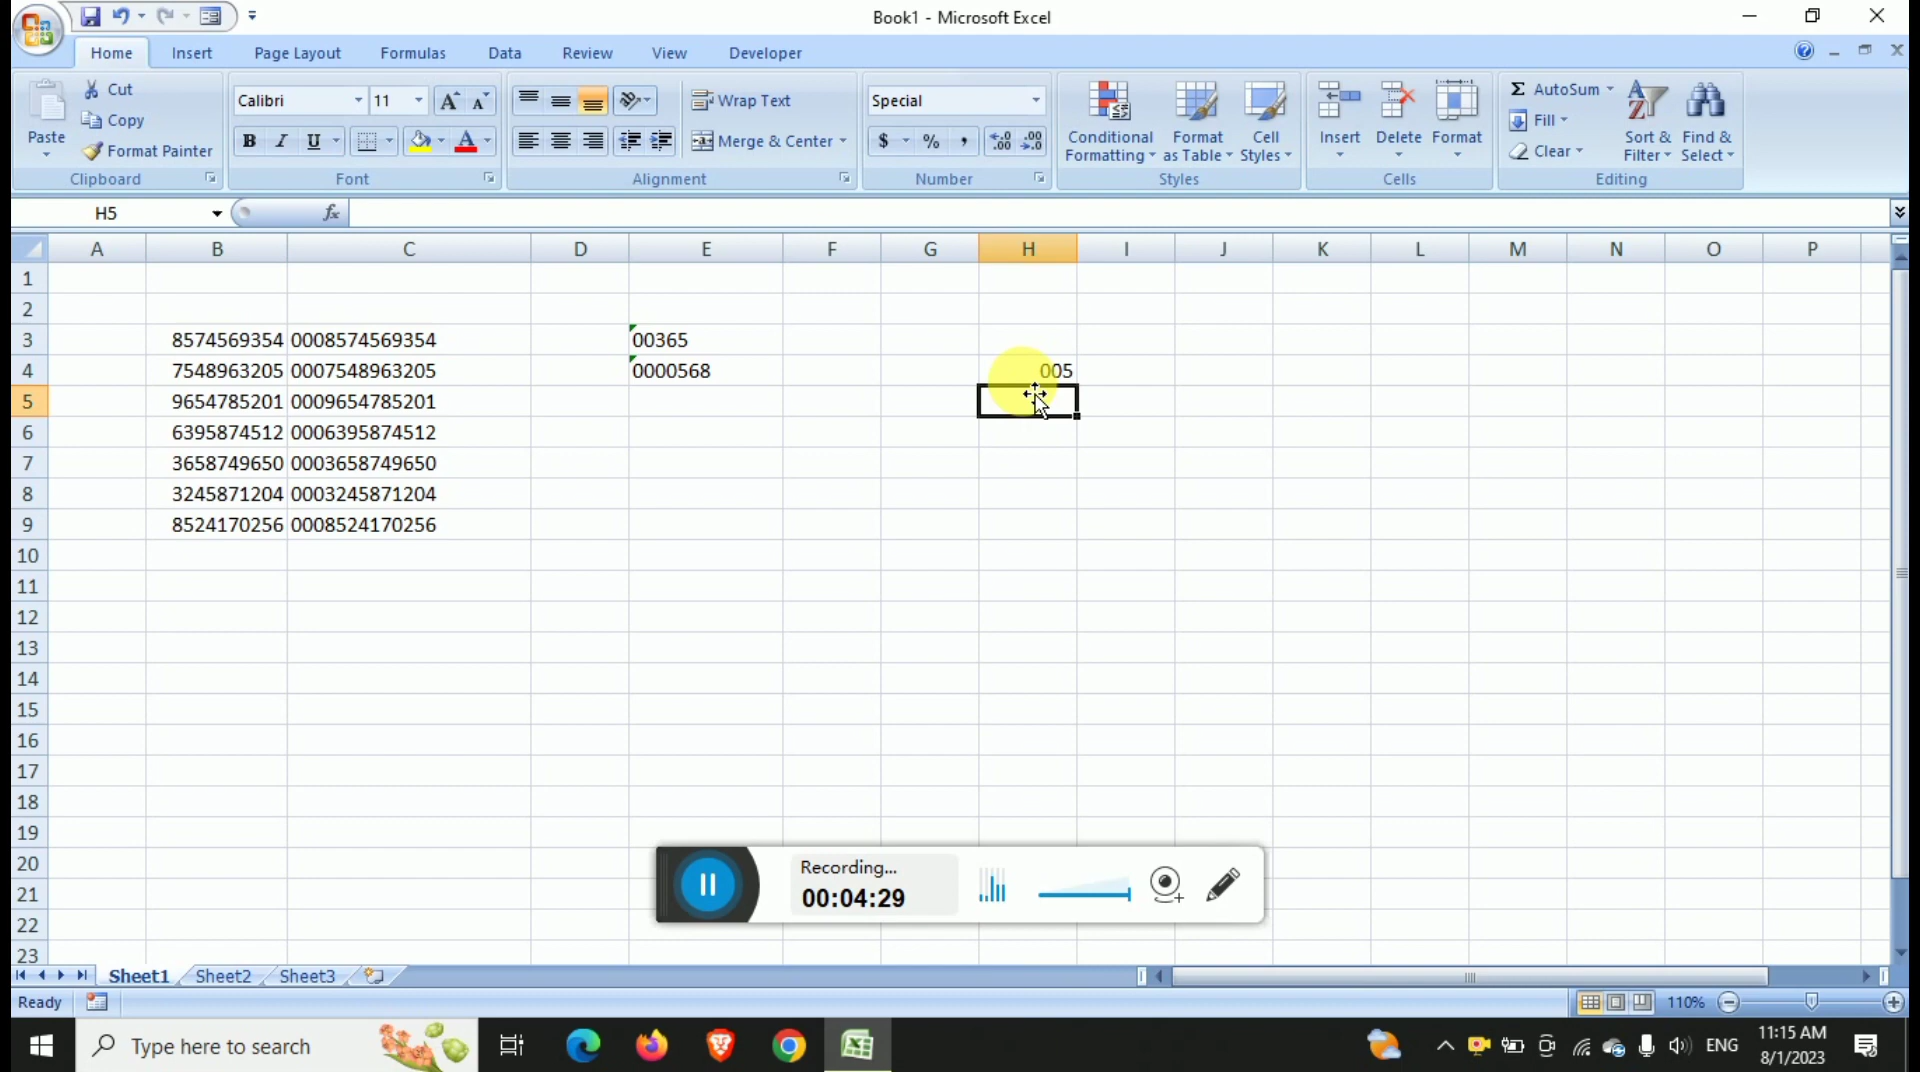 Book1 - Microsoft Excel
Home Insert Page Layout Formulas Data Review View Developer
Paste
Cut
Copy
Format Painter
Clipboard
Calibri 11
B I U
Font
Wrap Text
Merge & Center
Alignment
Special
$ % ,
Number
Conditional Formatting
Format as Table
Cell Styles
Styles
Insert Delete Format
Cells
Σ AutoSum
Fill
Clear
Sort & Filter
Find & Select
Editing
H5 fx
A B C D E F G H I J K L M N O P
1
2
3 8574569354 0008574569354 00365
4 7548963205 0007548963205 0000568 005
5 9654785201 0009654785201
6 6395874512 0006395874512
7 3658749650 0003658749650
8 3245871204 0003245871204
9 8524170256 0008524170256
10
11
12
13
14
15
16
17
18
19
20
21
22
23
Recording...
00:04:29
Sheet1 Sheet2 Sheet3
Ready 110%
Type here to search
ENG
11:15 AM
8/1/2023